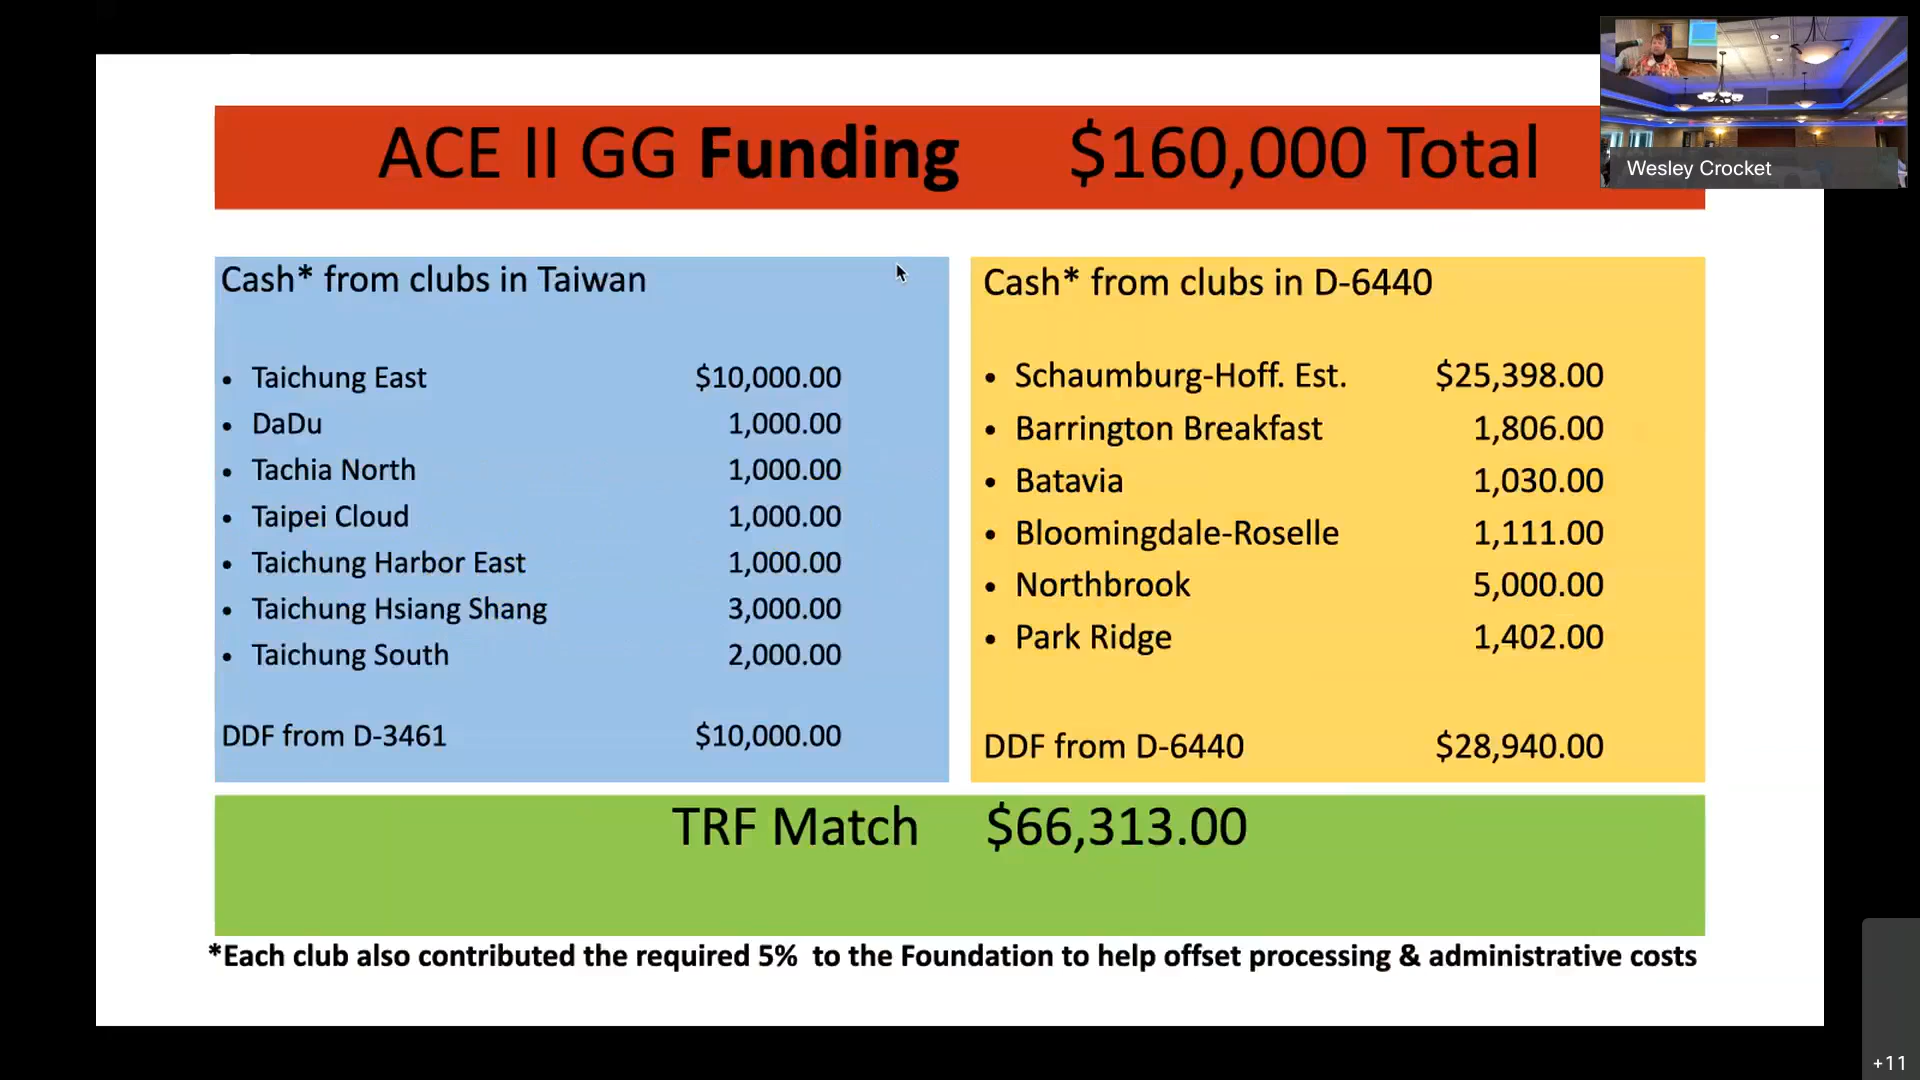 ACE II GG Funding $160,000 Total
Wesley Crocket
Cash* from clubs in Taiwan
• Taichung East $10,000.00
• DaDu 1,000.00
• Tachia North 1,000.00
• Taipei Cloud 1,000.00
• Taichung Harbor East 1,000.00
• Taichung Hsiang Shang 3,000.00
• Taichung South 2,000.00
DDF from D-3461 $10,000.00
Cash* from clubs in D-6440
• Schaumburg-Hoff. Est. $25,398.00
• Barrington Breakfast 1,806.00
• Batavia 1,030.00
• Bloomingdale-Roselle 1,111.00
• Northbrook 5,000.00
• Park Ridge 1,402.00
DDF from D-6440 $28,940.00
TRF Match $66,313.00
*Each club also contributed the required 5% to the Foundation to help offset processing & administrative costs
+11